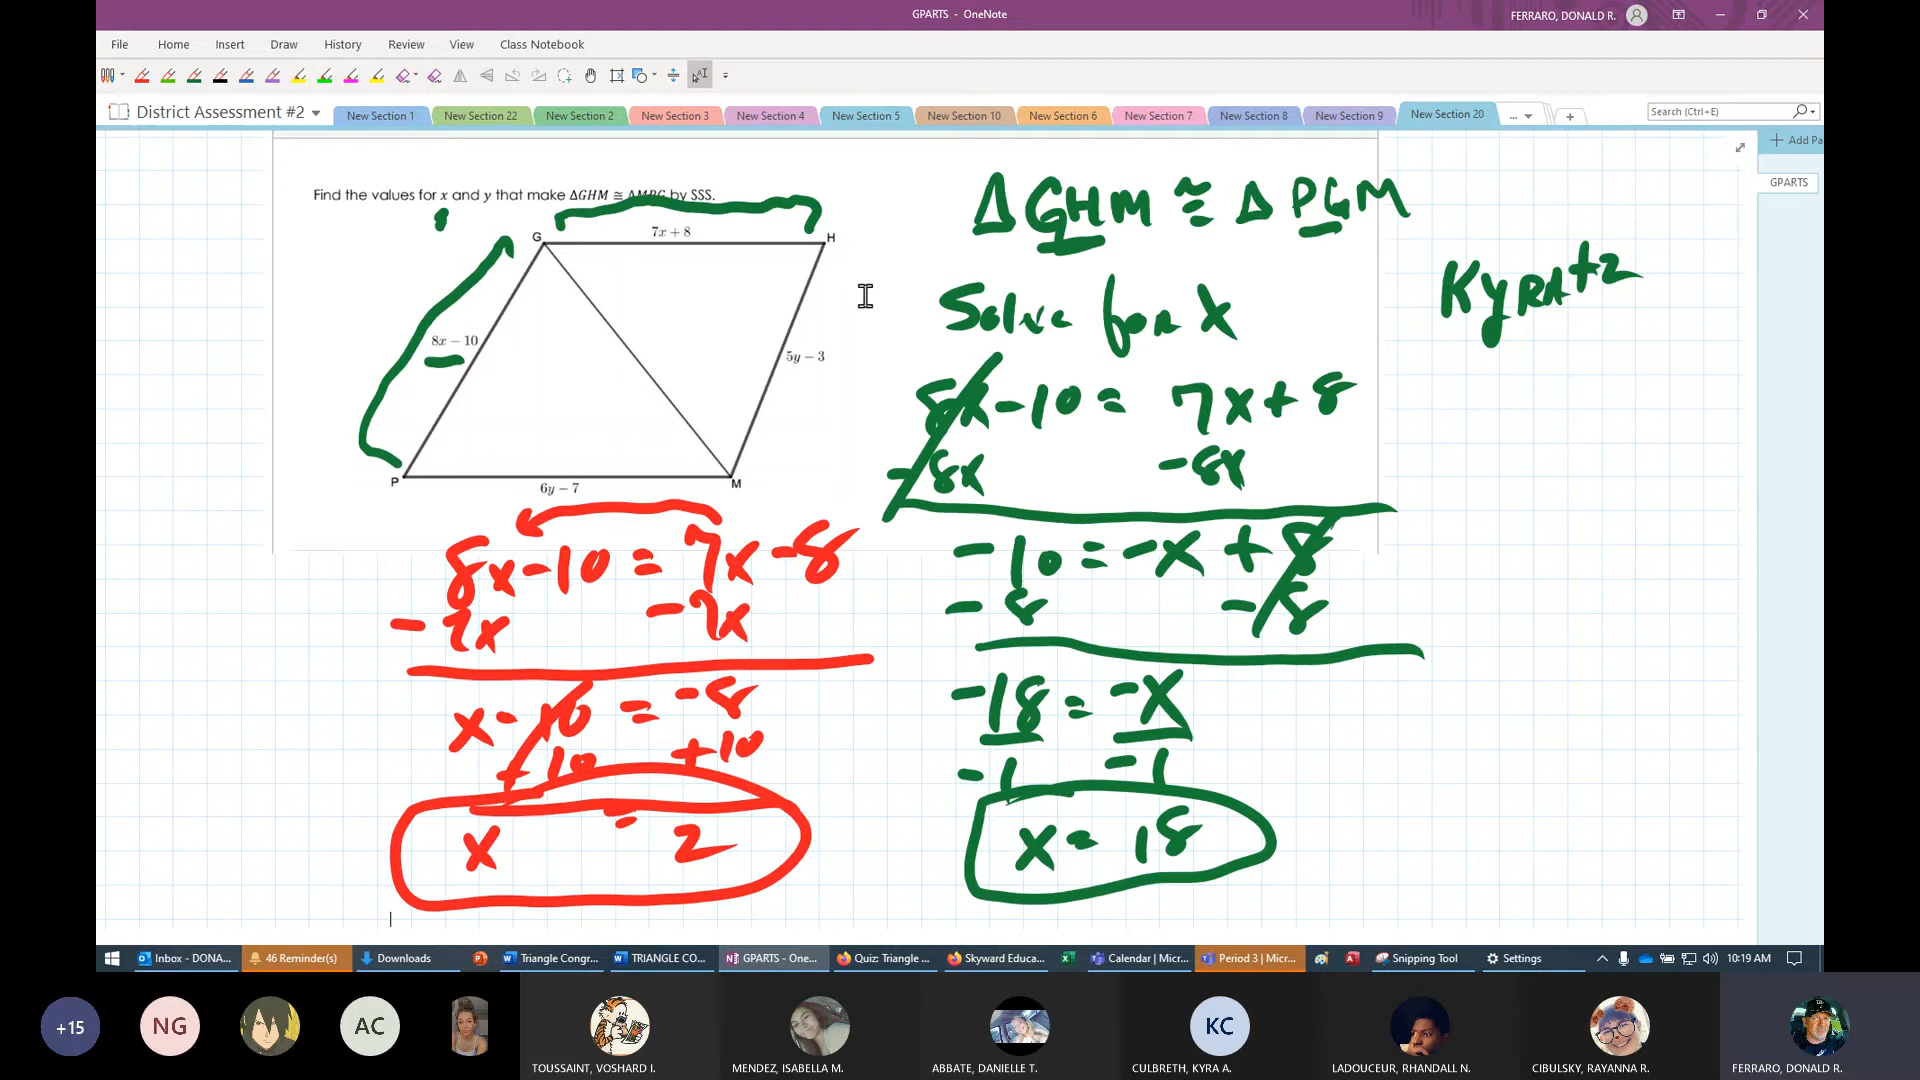 GPARTS - OneNote
FERRARO, DONALD R.
File Home Insert Draw History Review View Class Notebook
District Assessment #2
New Section 1 New Section 22 New Section 2 New Section 3 New Section 4 New Section 5 New Section 10 New Section 6 New Section 7 New Section 8 New Section 9 New Section 20 ...
Search (Ctrl+E)
Add Pa
GPARTS
Find the values for x and y that make ΔGHM ≅ ΔMPG by SSS.
G
7x + 8
H
8x − 10
5y − 3
P
6y − 7
M
Δ GHM ≅ Δ PGM
KyRA +2
Solve for X
8x - 10 = 7x + 8
- 8x - 8x
- 10 = - x + 8
- 8 - 8
- 18 = - x
- 1 - 1
x = 18
8x - 10 = 7x - 8
- 7x - 7x
x - 10 = - 8
+ 10 + 10
x = 2
Inbox - DONA...
46 Reminder(s)
Downloads
Triangle Congr...
TRIANGLE CO...
GPARTS - One...
Quiz: Triangle ...
Skyward Educa...
Calendar | Micr...
Period 3 | Micr...
Snipping Tool
Settings
10:19 AM
+15
NG
AC
KC
TOUSSAINT, VOSHARD I.
MENDEZ, ISABELLA M.
ABBATE, DANIELLE T.
CULBRETH, KYRA A.
LADOUCEUR, RHANDALL N.
CIBULSKY, RAYANNA R.
FERRARO, DONALD R.